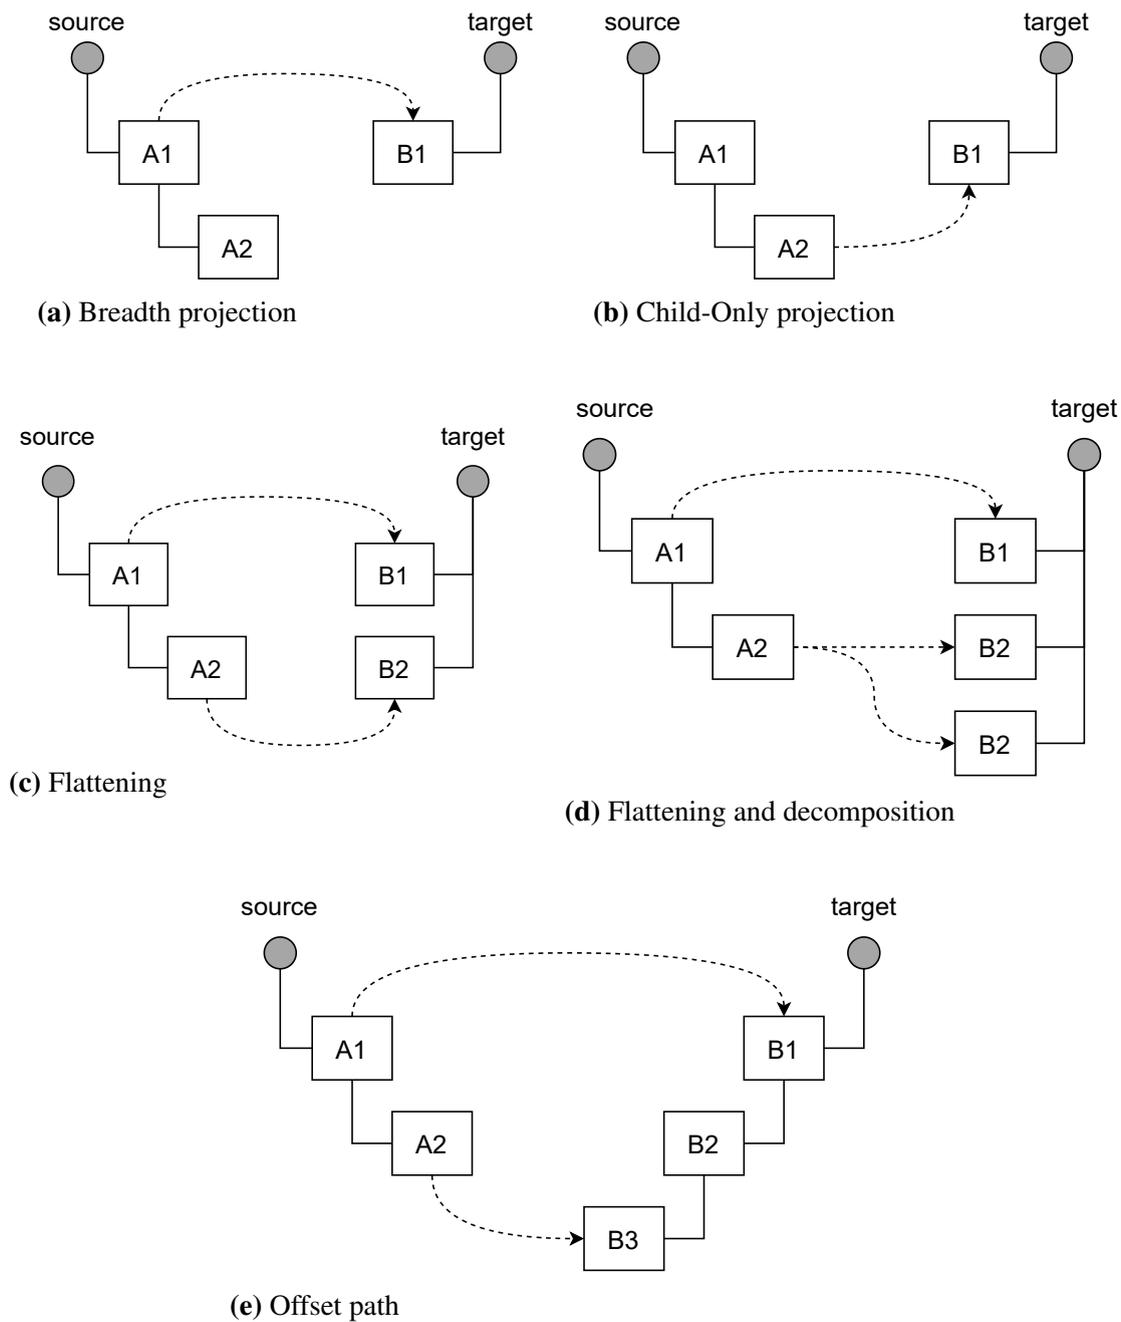 source target source target
A1 B1 A1 B1
A2 A2
(a) Breadth projection (b) Child-Only projection
source target
source target
A1 B1
A1 B1
A2 B2
A2 B2
B2
(c) Flattening
(d) Flattening and decomposition
source target
A1 B1
A2 B2
B3
(e) Offset path